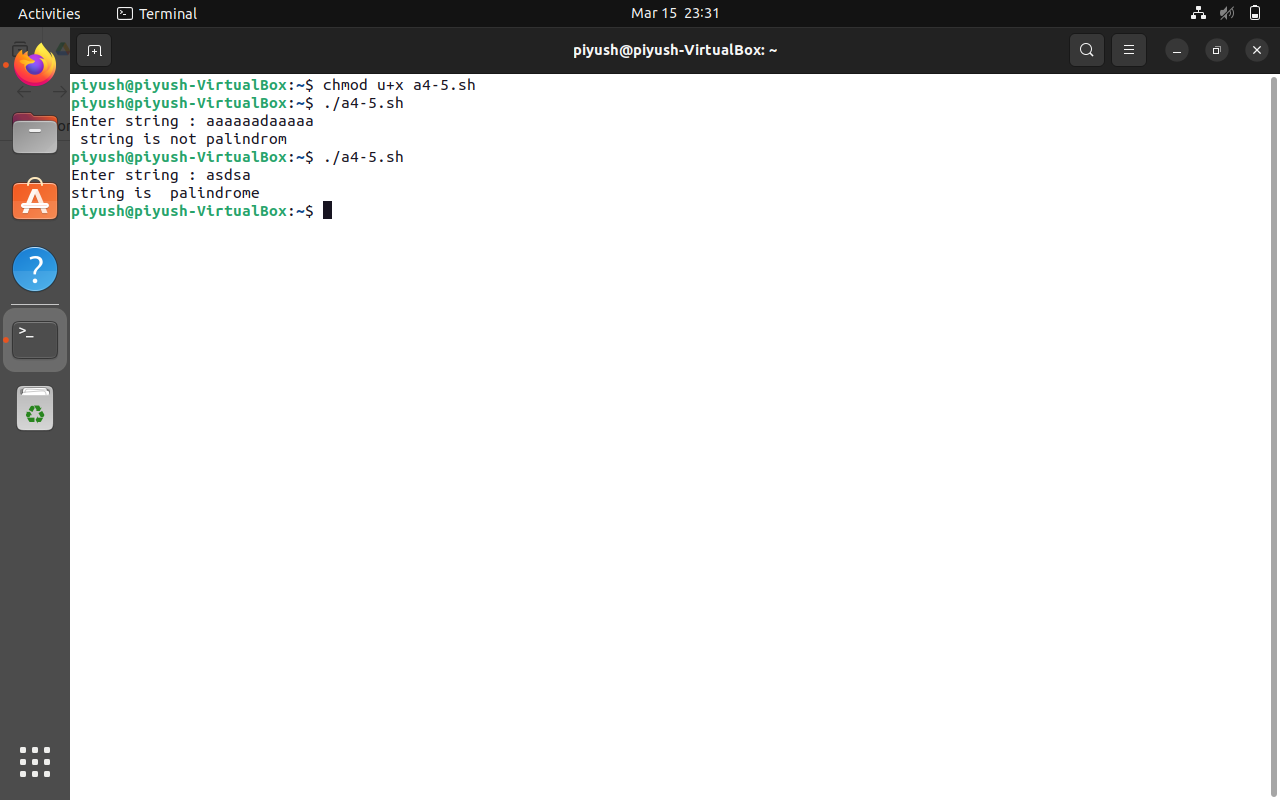 Activities
Terminal
Mar 15 23:31
piyush@piyush-VirtualBox: ~
piyush@piyush-VirtualBox:~$ chmod u+x a4-5.sh
piyush@piyush-VirtualBox:~$ ./a4-5.sh
Enter string : aaaaaadaaaaa
 string is not palindrom
piyush@piyush-VirtualBox:~$ ./a4-5.sh
Enter string : asdsa
string is  palindrome
piyush@piyush-VirtualBox:~$